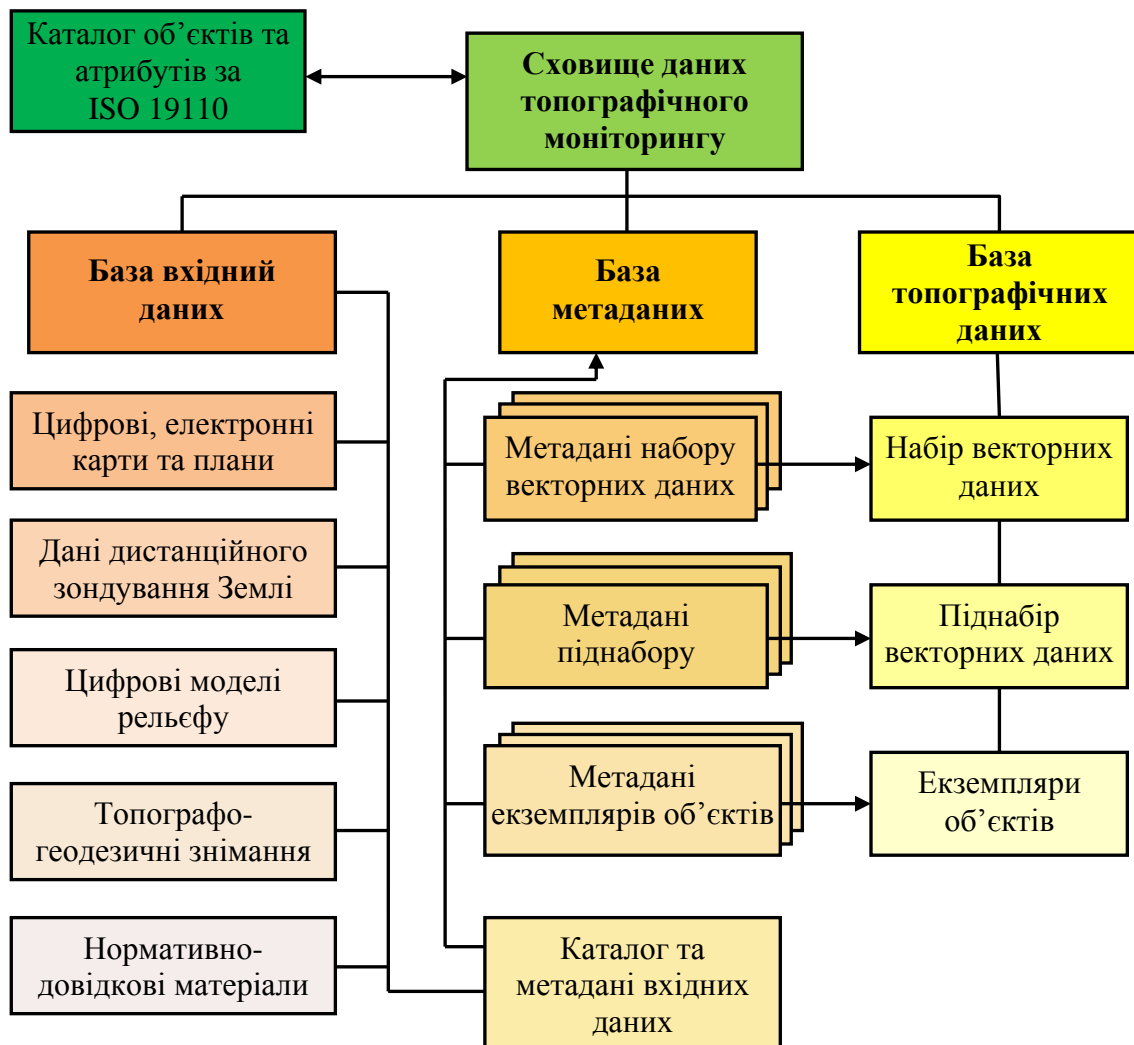 Каталог об’єктів та
атрибутів за
ISO 19110
Сховище даних
топографічного
моніторингу
База вхідний
даних
База
метаданих
База
топографічних
даних
Цифрові, електронні
карти та плани
Метадані набору
векторних даних
Набір векторних
даних
Дані дистанційного
зондування Землі
Метадані
піднабору
Піднабір
векторних даних
Цифрові моделі
рельєфу
Метадані
екземплярів об’єктів
Екземпляри
об’єктів
Топографо-
геодезичні знімання
Нормативно-
довідкові матеріали
Каталог та
метадані вхідних
даних